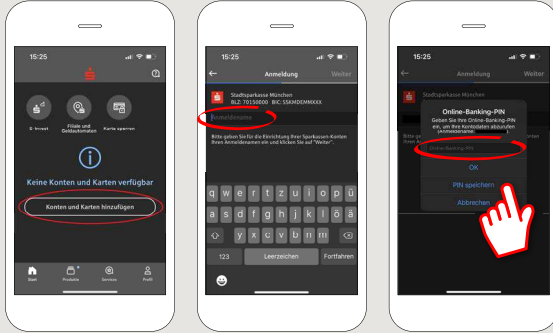 15:25
S-Invest
Filiale und
Geldautomaten
Karte sperren
Keine Konten und Karten verfügbar
Konten und Karten hinzufügen
Start
Produkte
Services
Profil
15:25
Anmeldung
Weiter
Stadtsparkasse München
BLZ: 70150000 BIC: SSKMDEMMXXX
Anmeldename
Bitte geben Sie für die Einrichtung Ihrer Sparkassen-Konten
Ihren Anmeldenamen ein und klicken Sie auf "Weiter".
q w e r t z u i o p ü
a s d f g h j k l ö ä
y x c v b n m
123
Leerzeichen
Fortfahren
15:25
Anmeldung
Weiter
Stadtsparkasse München
Online-Banking-PIN
Geben Sie Ihre Online-Banking-PIN
ein, um Ihre Kontodaten abzurufen
(Anmeldename:
Online-Banking-PIN
OK
PIN speichern
Abbrechen